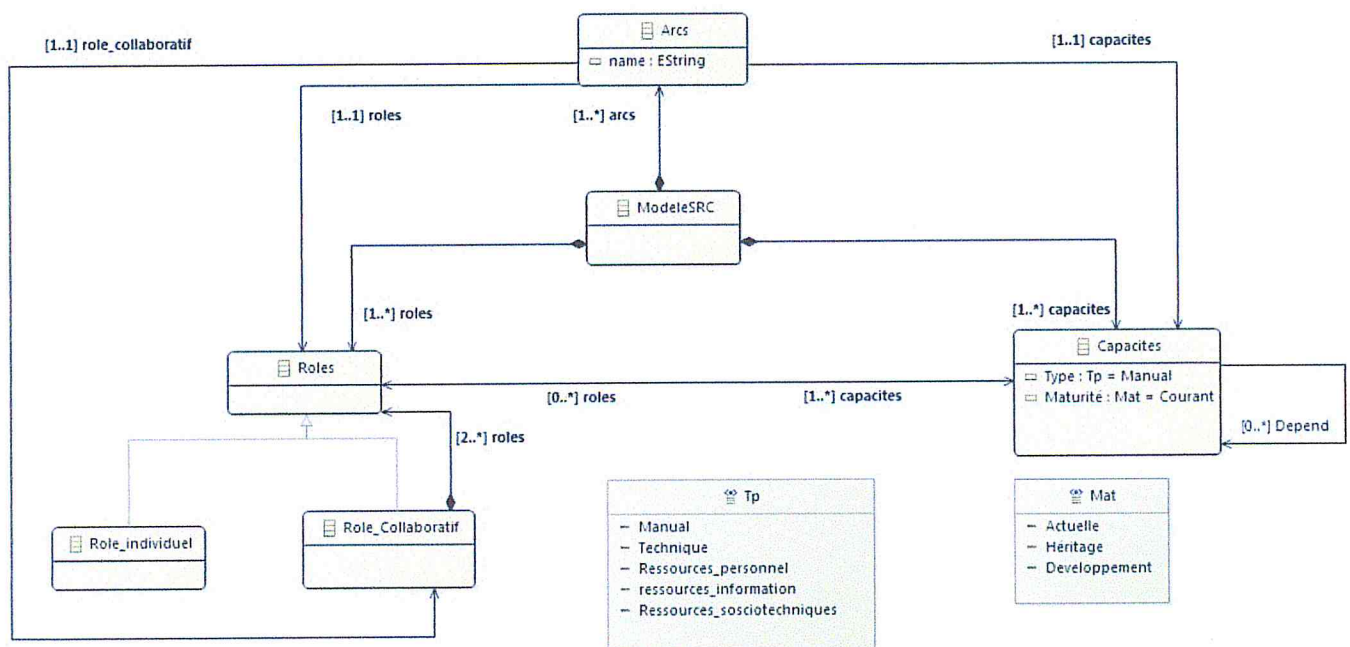 Arcs
[1..1] role_collaboratif
[1..1] capacites
name : EString
[1..1] roles
[1..*] arcs
ModeleSRC
[1..*] roles
[1..*] capacites
Roles
Capacites
Type : Tp = Manual
Maturité : Mat = Courant
[0..*] roles
[1..*] capacites
[0..*] Depend
[2..*] roles
Role_individuel
Role_Collaboratif
Tp
Manual
Technique
Ressources_personnel
ressources_information
Ressources_sosciotechniques
Mat
Actuelle
Héritage
Developpement